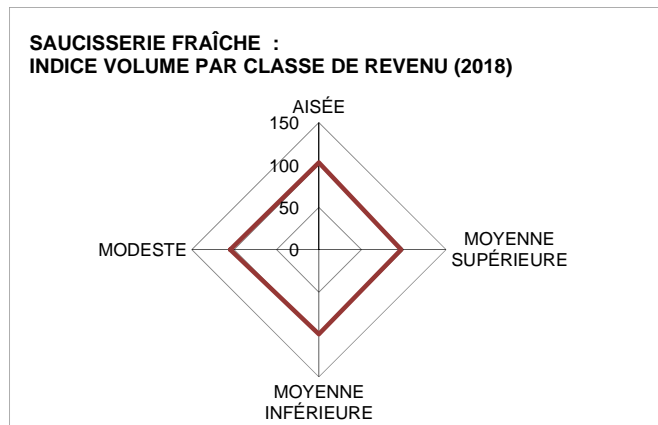 SAUCISSERIE FRAÎCHE  :
INDICE VOLUME PAR CLASSE DE REVENU (2018)
AISÉE
150
100
50
0
MODESTE
MOYENNE
SUPÉRIEURE
MOYENNE
INFÉRIEURE